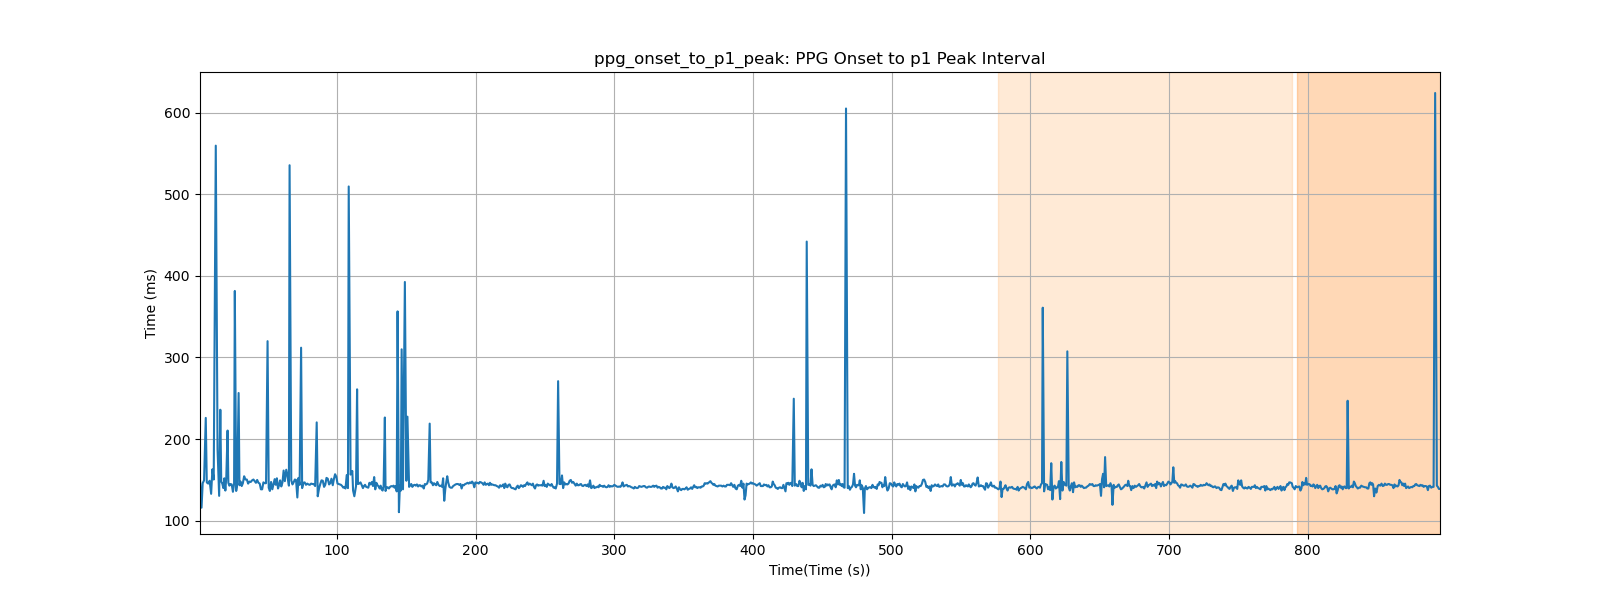 ppg_onset_to_p1_peak: PPG Onset to p1 Peak Interval
600
500
400
300
200
100
Time (ms)
100 200 300 400 500 600 700 800
Time(Time (s))